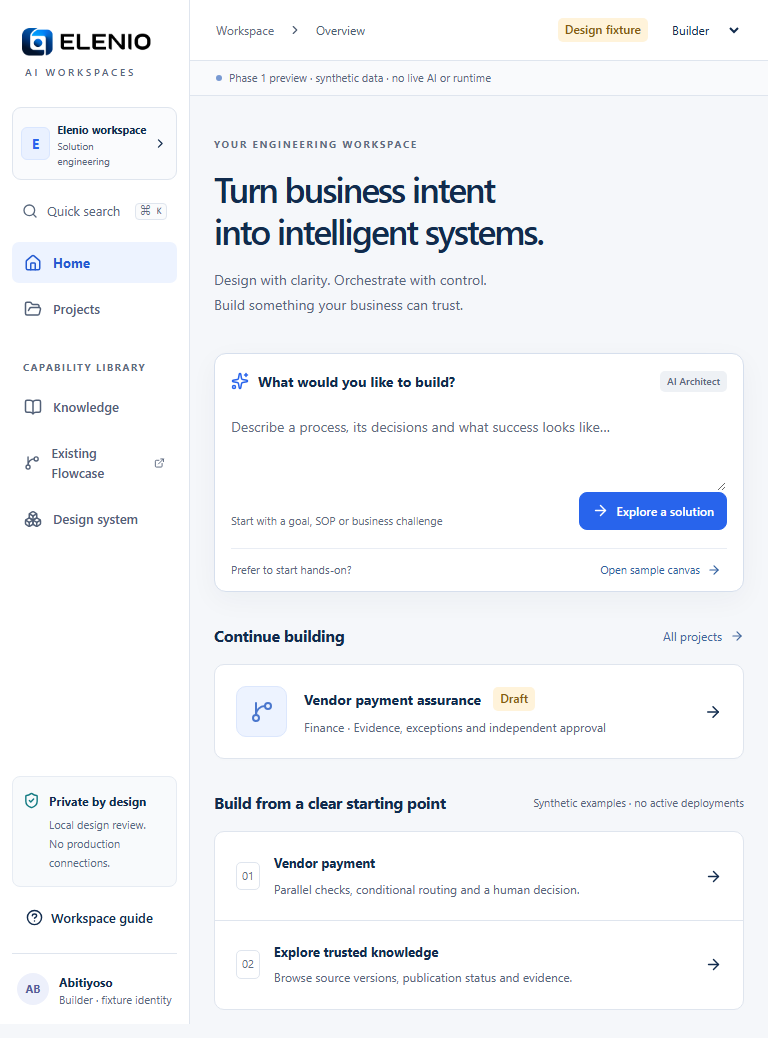 ELENIO
AI WORKSPACES
E
Elenio workspace
Solution
engineering
Quick search
⌘ K
Home
Projects
CAPABILITY LIBRARY
Knowledge
Existing
Flowcase
Design system
Private by design
Local design review.
No production
connections.
Workspace guide
AB
Abitiyoso
Builder · fixture identity
Workspace
Overview
Design fixture
Builder
Phase 1 preview · synthetic data · no live AI or runtime
YOUR ENGINEERING WORKSPACE
Turn business intent
into intelligent systems.
Design with clarity. Orchestrate with control.
Build something your business can trust.
What would you like to build?
AI Architect
Describe a process, its decisions and what success looks like...
Start with a goal, SOP or business challenge
Explore a solution
Prefer to start hands-on?
Open sample canvas
Continue building
All projects
Vendor payment assurance
Draft
Finance · Evidence, exceptions and independent approval
Build from a clear starting point
Synthetic examples · no active deployments
01
Vendor payment
Parallel checks, conditional routing and a human decision.
02
Explore trusted knowledge
Browse source versions, publication status and evidence.